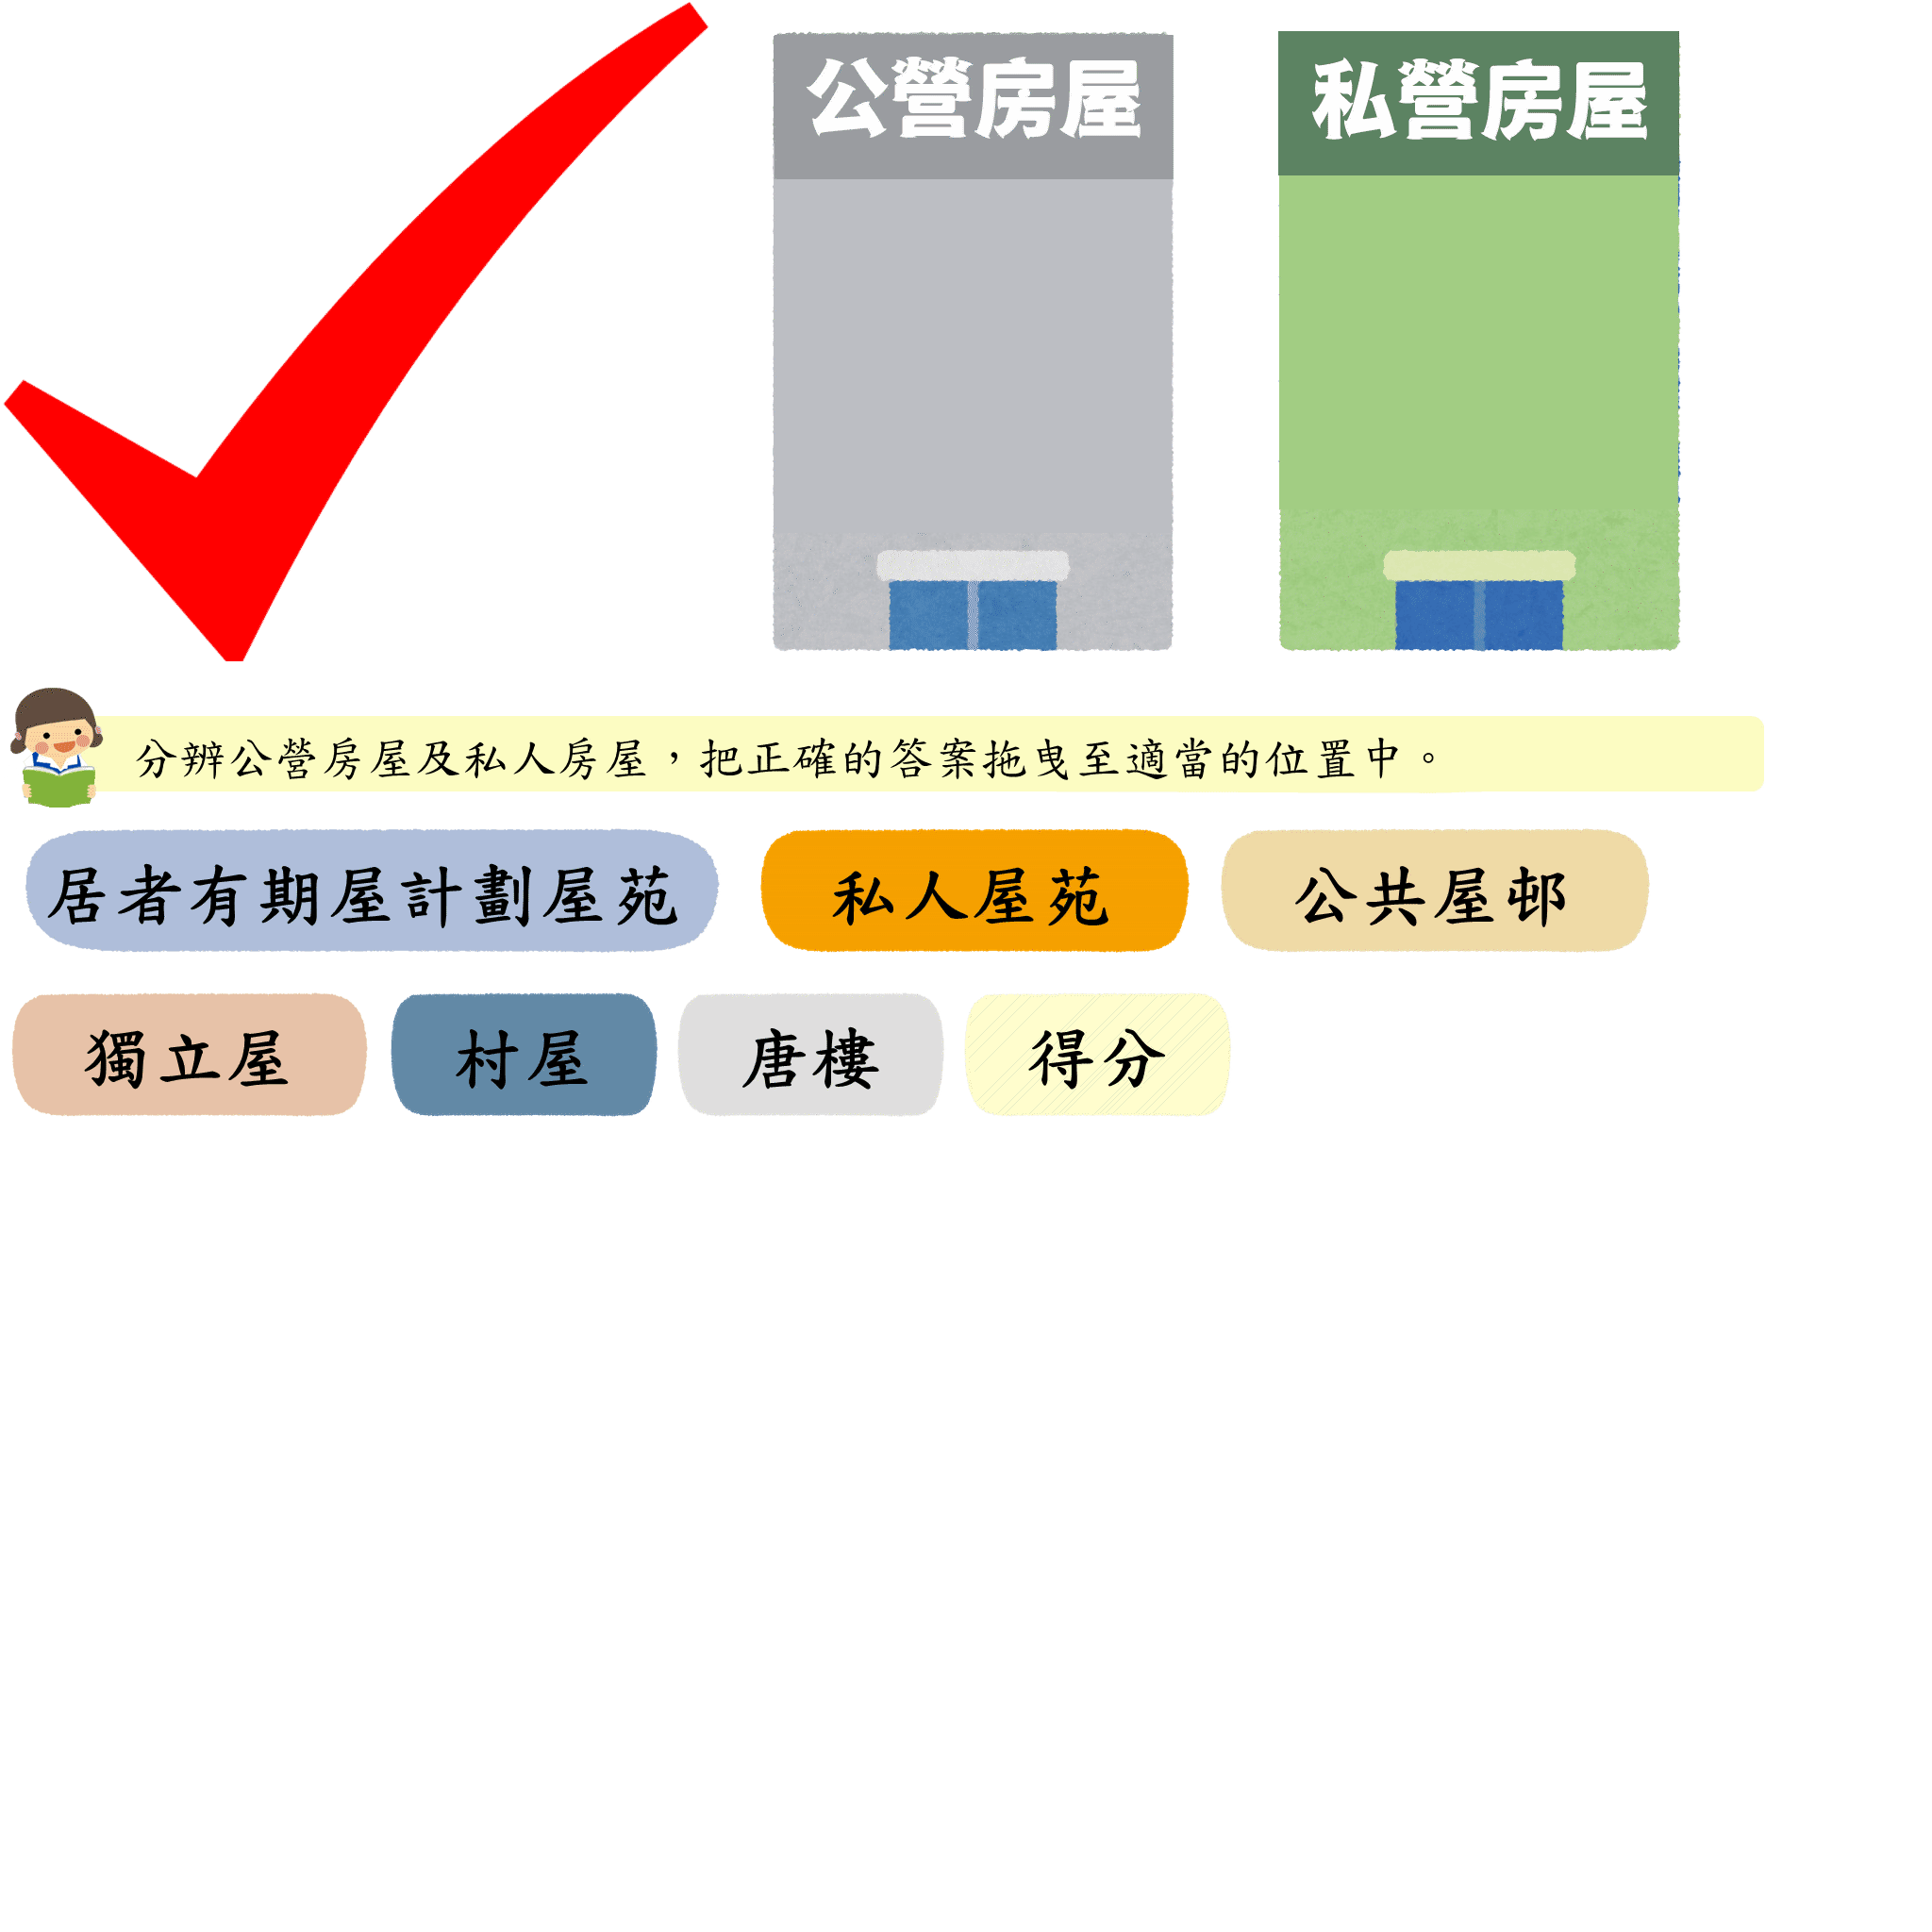 公營房屋
私營房屋
分辨公營房屋及私人房屋，把正確的答案拖曳至適當的位置中。
居者有期屋計劃屋苑
私人屋苑
公共屋邨
獨立屋
村屋
唐樓
得分